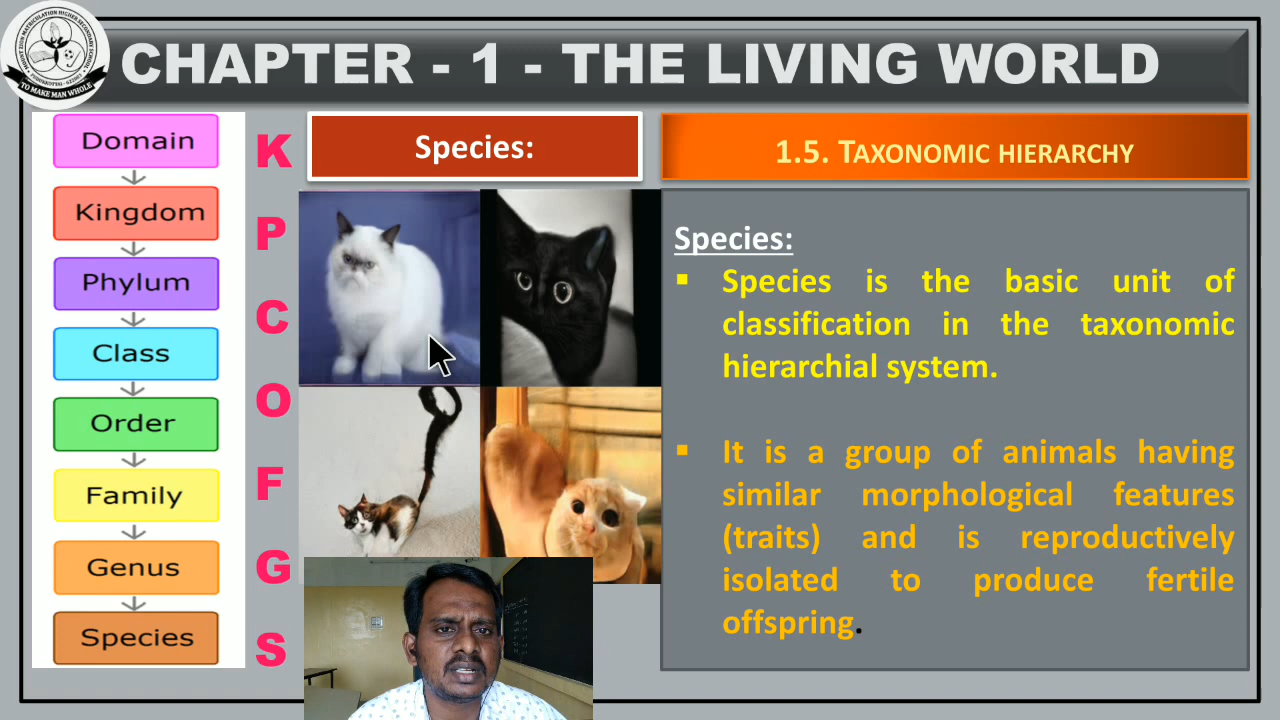 CHAPTER - 1 - THE LIVING WORLD
TO MAKE MAN WHOLE
Domain
Kingdom
Phylum
Class
Order
Family
Genus
Species
K
P
C
O
F
G
S
Species:
1.5. TAXONOMIC HIERARCHY
Species:
▪ Species is the basic unit of
classification in the taxonomic
hierarchial system.
▪ It is a group of animals having
similar morphological features
(traits) and is reproductively
isolated to produce fertile
offspring.